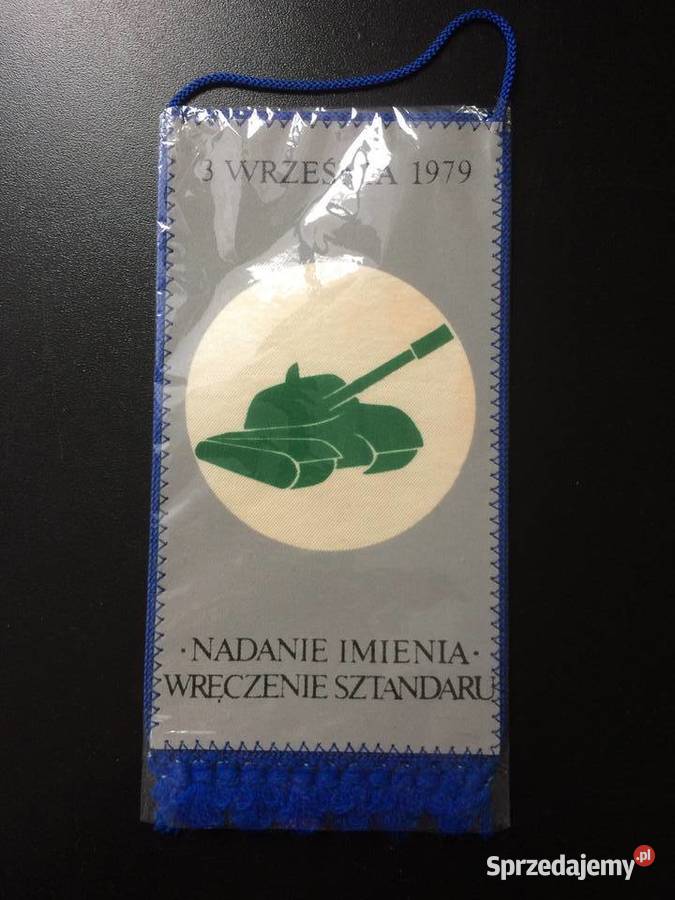 3 WRZEŚNIA 1979
· NADANIE IMIENIA ·
WRĘCZENIE SZTANDARU
Sprzedajemy.pl